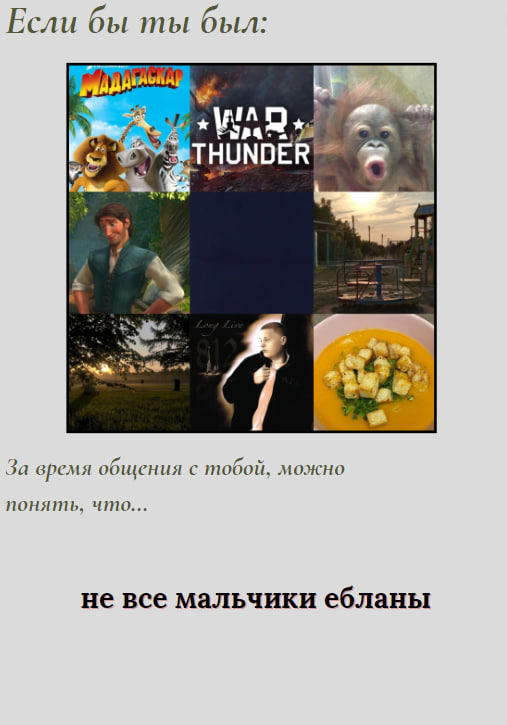 Если бы ты был:
МАДАГАСКАР
WAR
THUNDER
Long Live
812
За время общения с тобой, можно
понять, что...
не все мальчики ебланы